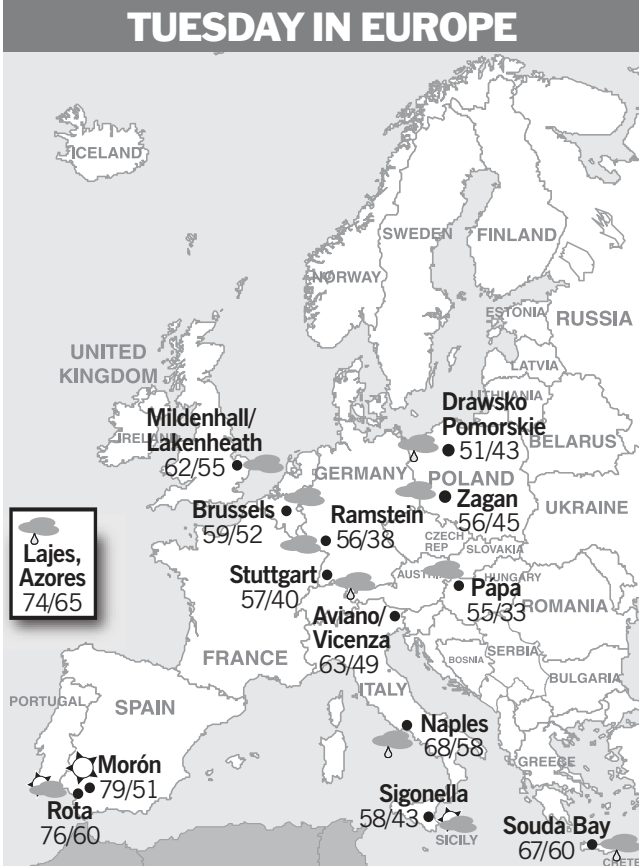 TUESDAY IN EUROPE
ICELAND
SWEDEN
FINLAND
NORWAY
ESTONIA
RUSSIA
LATVIA
LITHUANIA
UNITED
KINGDOM
IRELAND
Mildenhall/
Lakenheath
62/55
Drawsko
Pomorskie
51/43
BELARUS
GERMANY
POLAND
Zagan
56/45
UKRAINE
Brussels
59/52
Ramstein
56/38
CZECH
REP
SLOVAKIA
Lajes,
Azores
74/65
Stuttgart
57/40
AUSTRIA
HUNGARY
Pápa
55/33
ROMANIA
Aviano/
Vicenza
63/49
FRANCE
BOSNIA
SERBIA
BULGARIA
ITALY
PORTUGAL
SPAIN
Naples
68/58
GREECE
Morón
79/51
Rota
76/60
Sigonella
58/43
SICILY
Souda Bay
67/60
CRETE